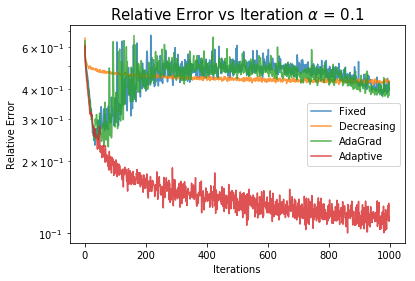 Relative Error vs Iteration α = 0.1
6 × 10⁻¹
4 × 10⁻¹
3 × 10⁻¹
2 × 10⁻¹
10⁻¹
Relative Error
Fixed
Decreasing
AdaGrad
Adaptive
0 200 400 600 800 1000
Iterations